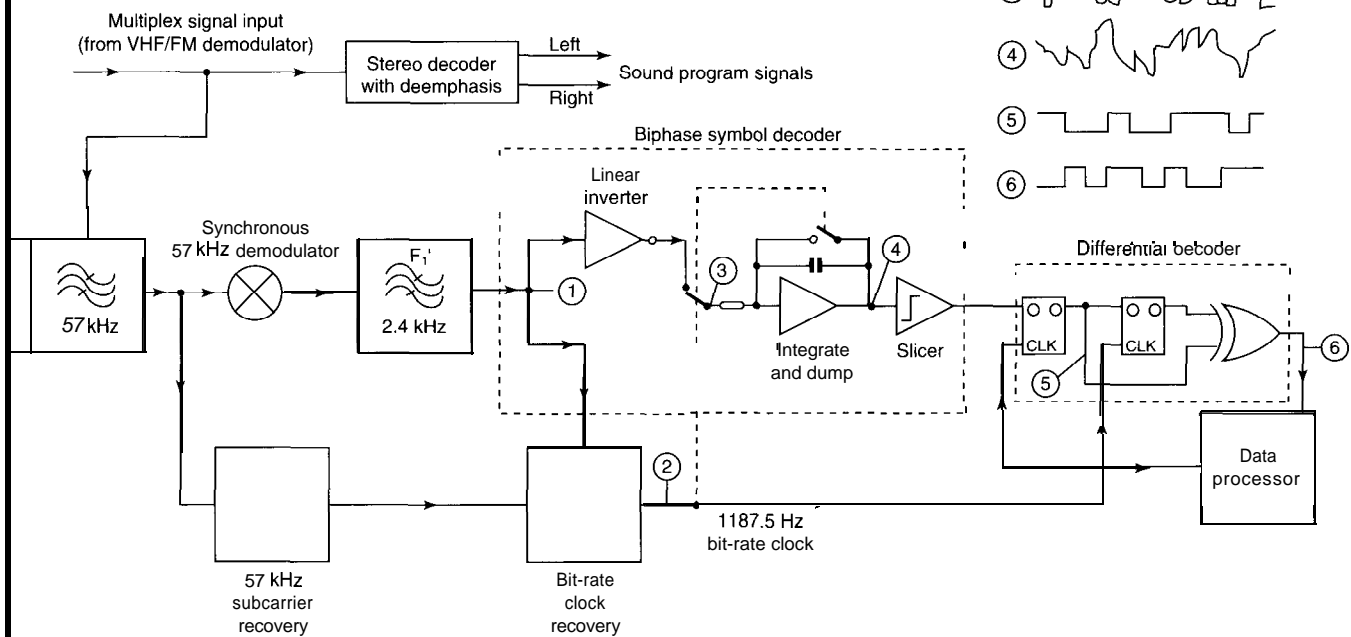 Multiplex signal input
(from VHF/FM demodulator)
Stereo decoder
with deemphasis
Left
Right
Sound program signals
4
5
6
Biphase symbol decoder
Linear
inverter
Synchronous
57 kHz demodulator
57 kHz
F1'
2.4 kHz
1
3
4
Integrate
and dump
Slicer
Differential becoder
CLK
CLK
5
6
Data
processor
2
1187.5 Hz
bit-rate clock
57 kHz
subcarrier
recovery
Bit-rate
clock
recovery